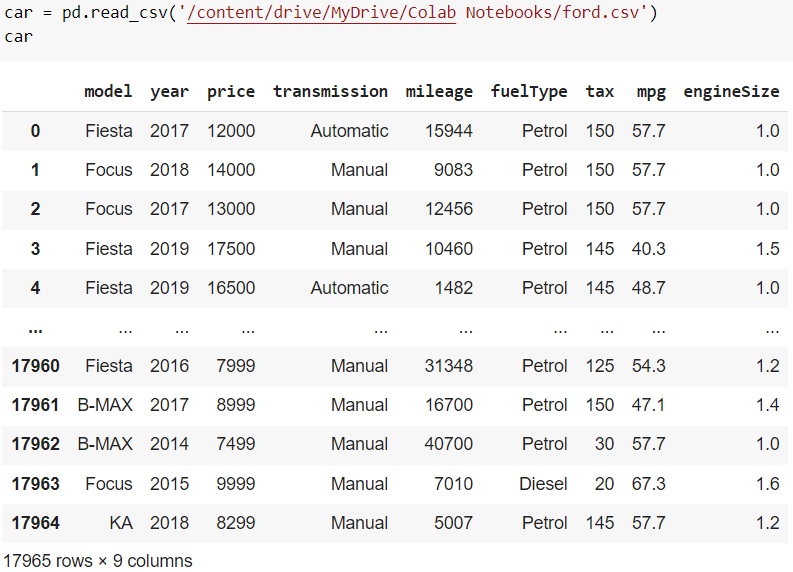 car = pd.read_csv('/content/drive/MyDrive/Colab Notebooks/ford.csv')
car
model year price transmission mileage fuelType tax mpg engineSize
0 Fiesta 2017 12000 Automatic 15944 Petrol 150 57.7 1.0
1 Focus 2018 14000 Manual 9083 Petrol 150 57.7 1.0
2 Focus 2017 13000 Manual 12456 Petrol 150 57.7 1.0
3 Fiesta 2019 17500 Manual 10460 Petrol 145 40.3 1.5
4 Fiesta 2019 16500 Automatic 1482 Petrol 145 48.7 1.0
... ... ... ... ... ... ... ... ... ...
17960 Fiesta 2016 7999 Manual 31348 Petrol 125 54.3 1.2
17961 B-MAX 2017 8999 Manual 16700 Petrol 150 47.1 1.4
17962 B-MAX 2014 7499 Manual 40700 Petrol 30 57.7 1.0
17963 Focus 2015 9999 Manual 7010 Diesel 20 67.3 1.6
17964 KA 2018 8299 Manual 5007 Petrol 145 57.7 1.2
17965 rows × 9 columns